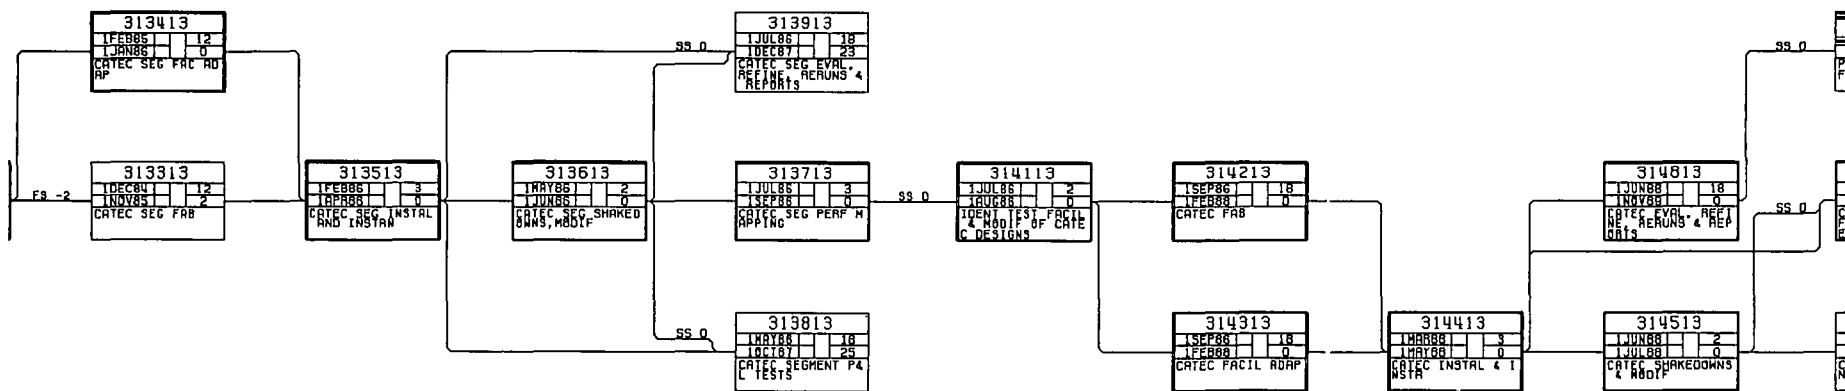 313413
1FEB85 12
1JAN86 0
CATEC SEG FAC AD
AP
FS -2
313313
1DEC84 12
1NOV85 2
CATEC SEG FAB
313513
1FEB86 3
1APR86 0
CATEC SEG INSTAL
AND INSTRN
313613
1MAY86 2
1JUN86 0
CATEC SEG SHAKED
OWNS,MODIF
SS 0
313913
1JUL86 18
1DEC87 23
CATEC SEG EVAL,
REFINE, RERUNS &
REPORTS
313713
1JUL86 3
1SEP86 0
CATEC SEG PERF M
APPING
SS 0
313813
1MAY86 18
1OCT87 25
CATEC SEGMENT P&
L TESTS
SS 0
314113
1JUL86 2
1AUG86 0
IDENT TEST FACIL
& MODIF OF CATE
C DESIGNS
314213
1SEP86 18
1FEB88 0
CATEC FAB
314313
1SEP86 18
1FEB88 0
CATEC FACIL ADAP
314413
1MAR88 3
1MAY88 0
CATEC INSTAL & I
NSTR
314813
1JUN88 18
1NOV89 0
CATEC EVAL, REFI
NE, RERUNS & REP
ORTS
314513
1JUN88 2
1JUL88 0
CATEC SHAKEDOWNS
& MODIF
SS 0
SS 0